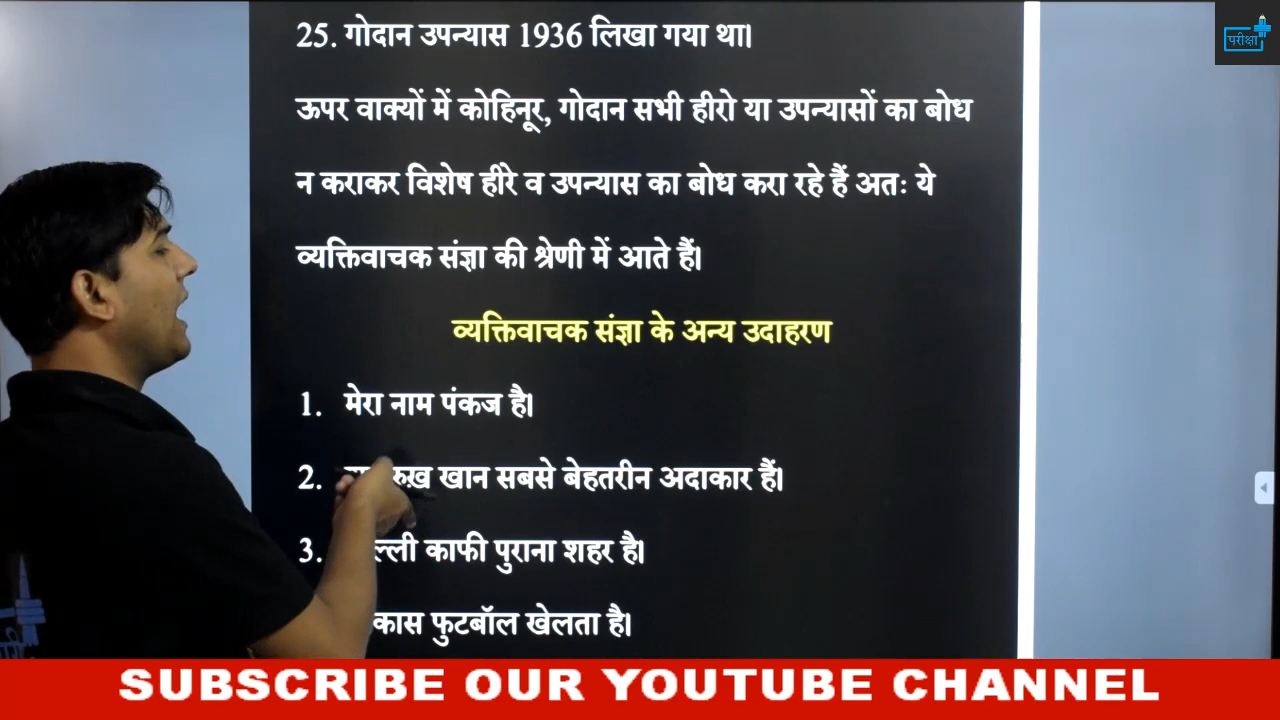 परीक्षा
25. गोदान उपन्यास 1936 लिखा गया था।
ऊपर वाक्यों में कोहिनूर, गोदान सभी हीरो या उपन्यासों का बोध
न कराकर विशेष हीरे व उपन्यास का बोध करा रहे हैं अतः ये
व्यक्तिवाचक संज्ञा की श्रेणी में आते हैं।
व्यक्तिवाचक संज्ञा के अन्य उदाहरण
1. मेरा नाम पंकज है।
2. खान सबसे बेहतरीन अदाकार हैं।
3. काफी पुराना शहर है।
फुटबॉल खेलता है।
SUBSCRIBE OUR YOUTUBE CHANNEL